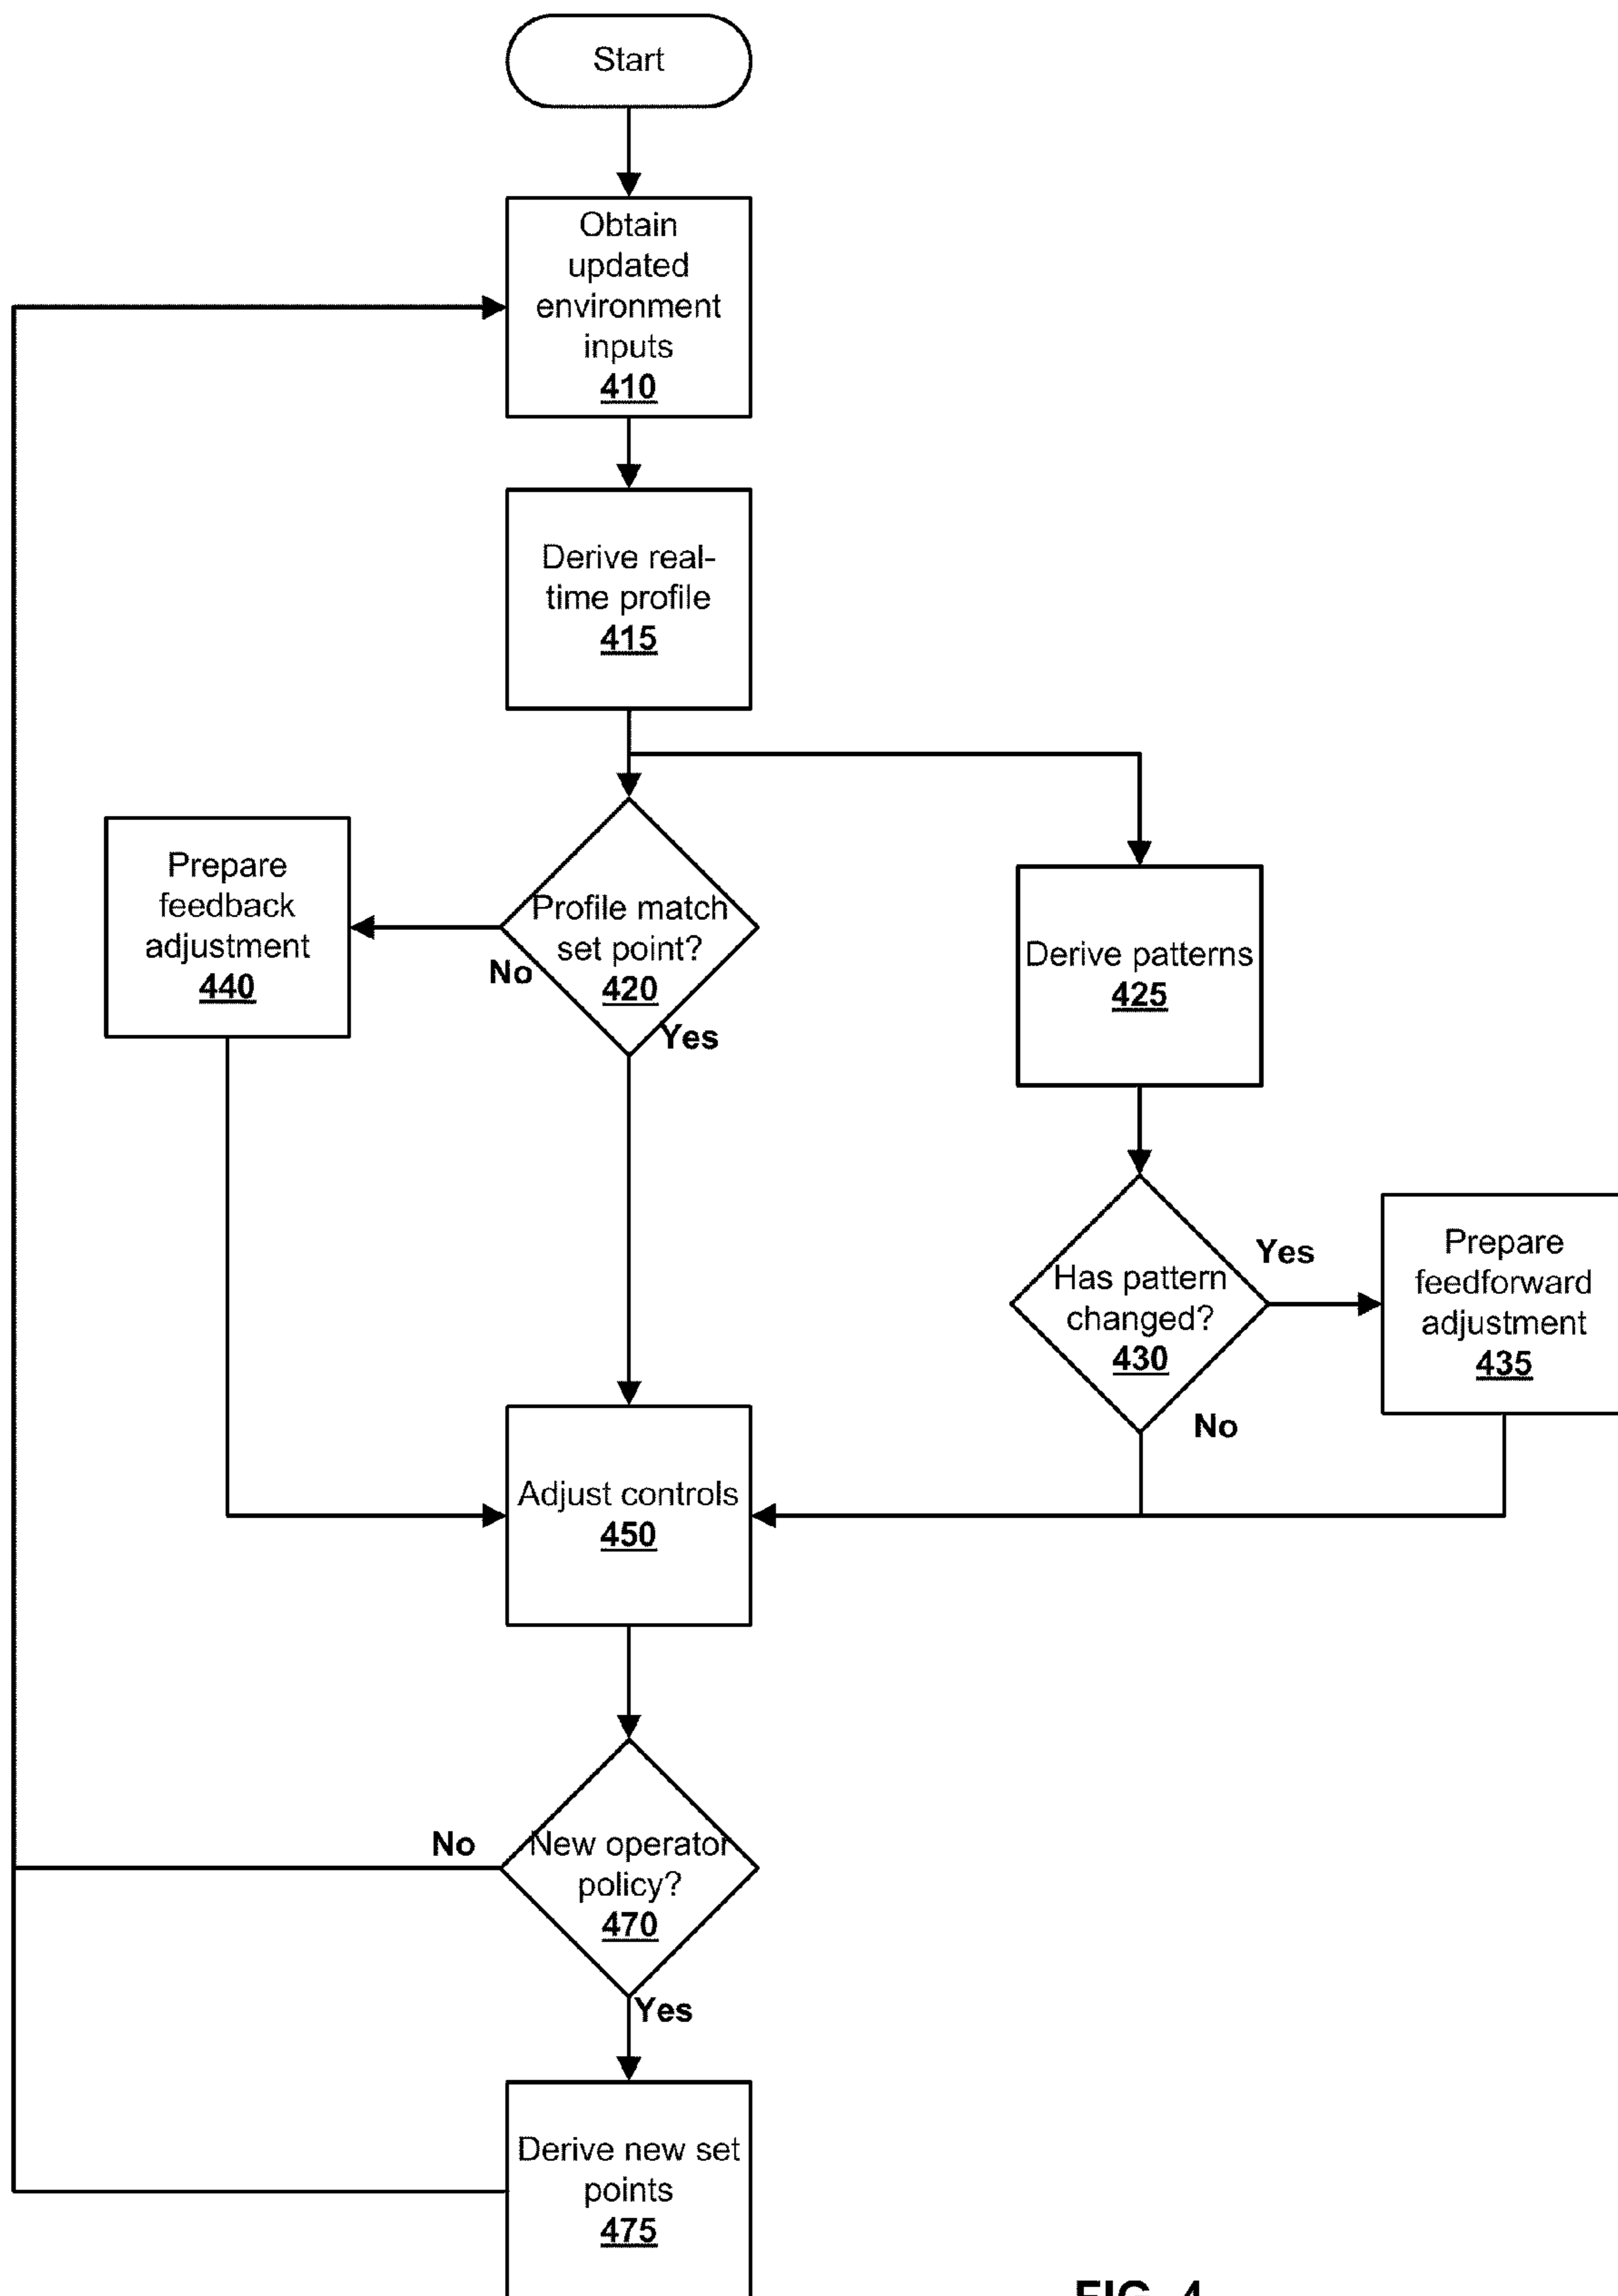 Start
Obtain
updated
environment
inputs
410
Derive real-
time profile
415
Prepare
feedback
adjustment
440
Profile match
set point?
420
No
Yes
Derive patterns
425
Has pattern
changed?
430
Yes
No
Prepare
feedforward
adjustment
435
Adjust controls
450
New operator
policy?
470
No
Yes
Derive new set
points
475
FIG. 4